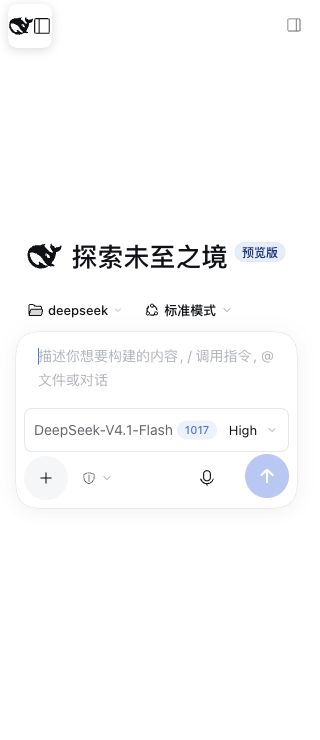 探索未至之境 预览版
deepseek 标准模式
描述你想要构建的内容, / 调用指令, @
文件或对话
DeepSeek-V4.1-Flash 1017 High